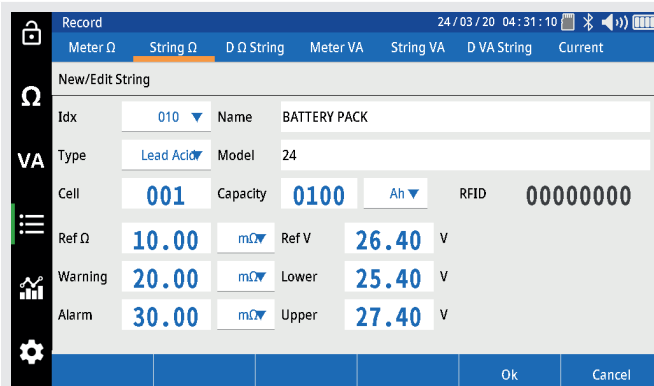 Record 24/03/20 04:31:10
Meter Ω String Ω D Ω String Meter VA String VA D VA String Current
New/Edit String
Ω
Idx 010 Name BATTERY PACK
VA
Type Lead Acid Model 24
Cell 001 Capacity 0100 Ah RFID 00000000
Ref Ω 10.00 mΩ Ref V 26.40 V
Warning 20.00 mΩ Lower 25.40 V
Alarm 30.00 mΩ Upper 27.40 V
Ok Cancel